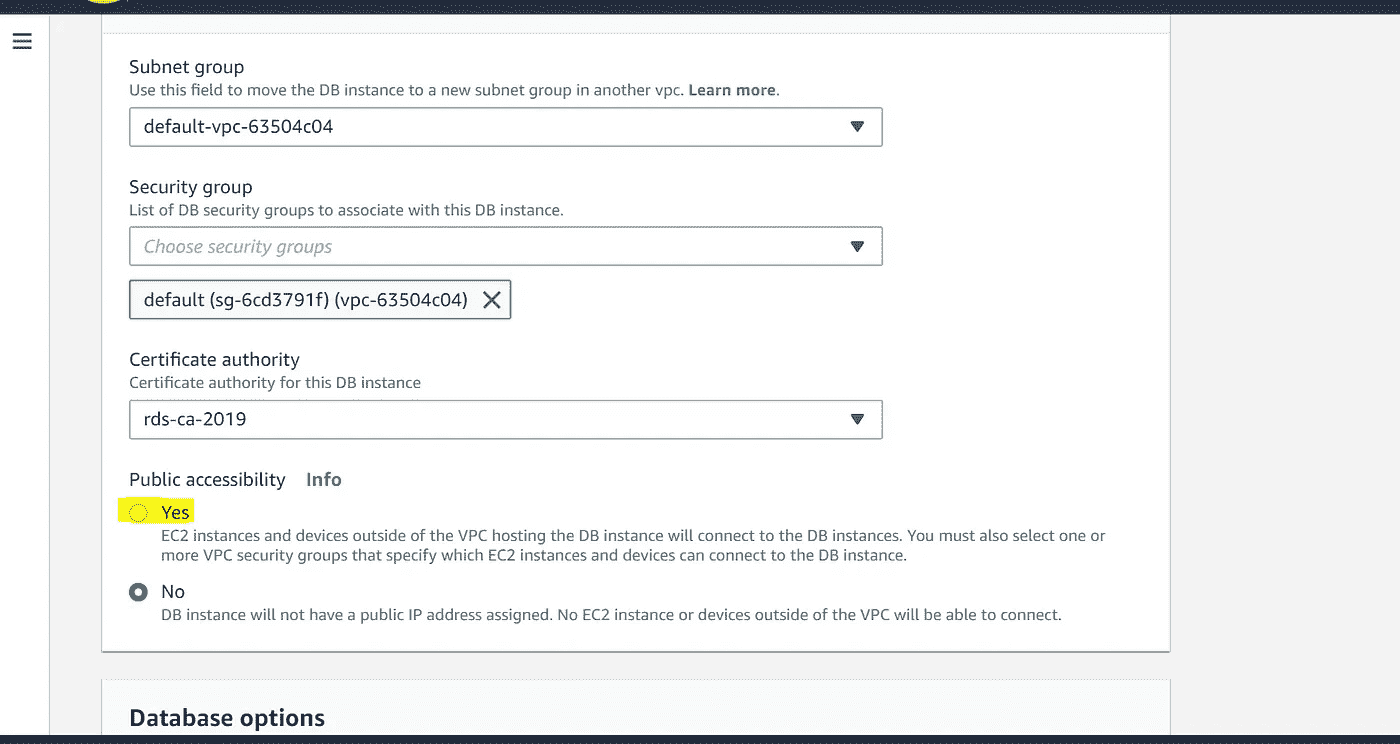 Subnet group
Use this field to move the DB instance to a new subnet group in another vpc. Learn more.
default-vpc-63504c04
Security group
List of DB security groups to associate with this DB instance.
Choose security groups
default (sg-6cd3791f) (vpc-63504c04)
Certificate authority
Certificate authority for this DB instance
rds-ca-2019
Public accessibility Info
Yes
EC2 instances and devices outside of the VPC hosting the DB instance will connect to the DB instances. You must also select one or
more VPC security groups that specify which EC2 instances and devices can connect to the DB instance.
No
DB instance will not have a public IP address assigned. No EC2 instance or devices outside of the VPC will be able to connect.
Database options